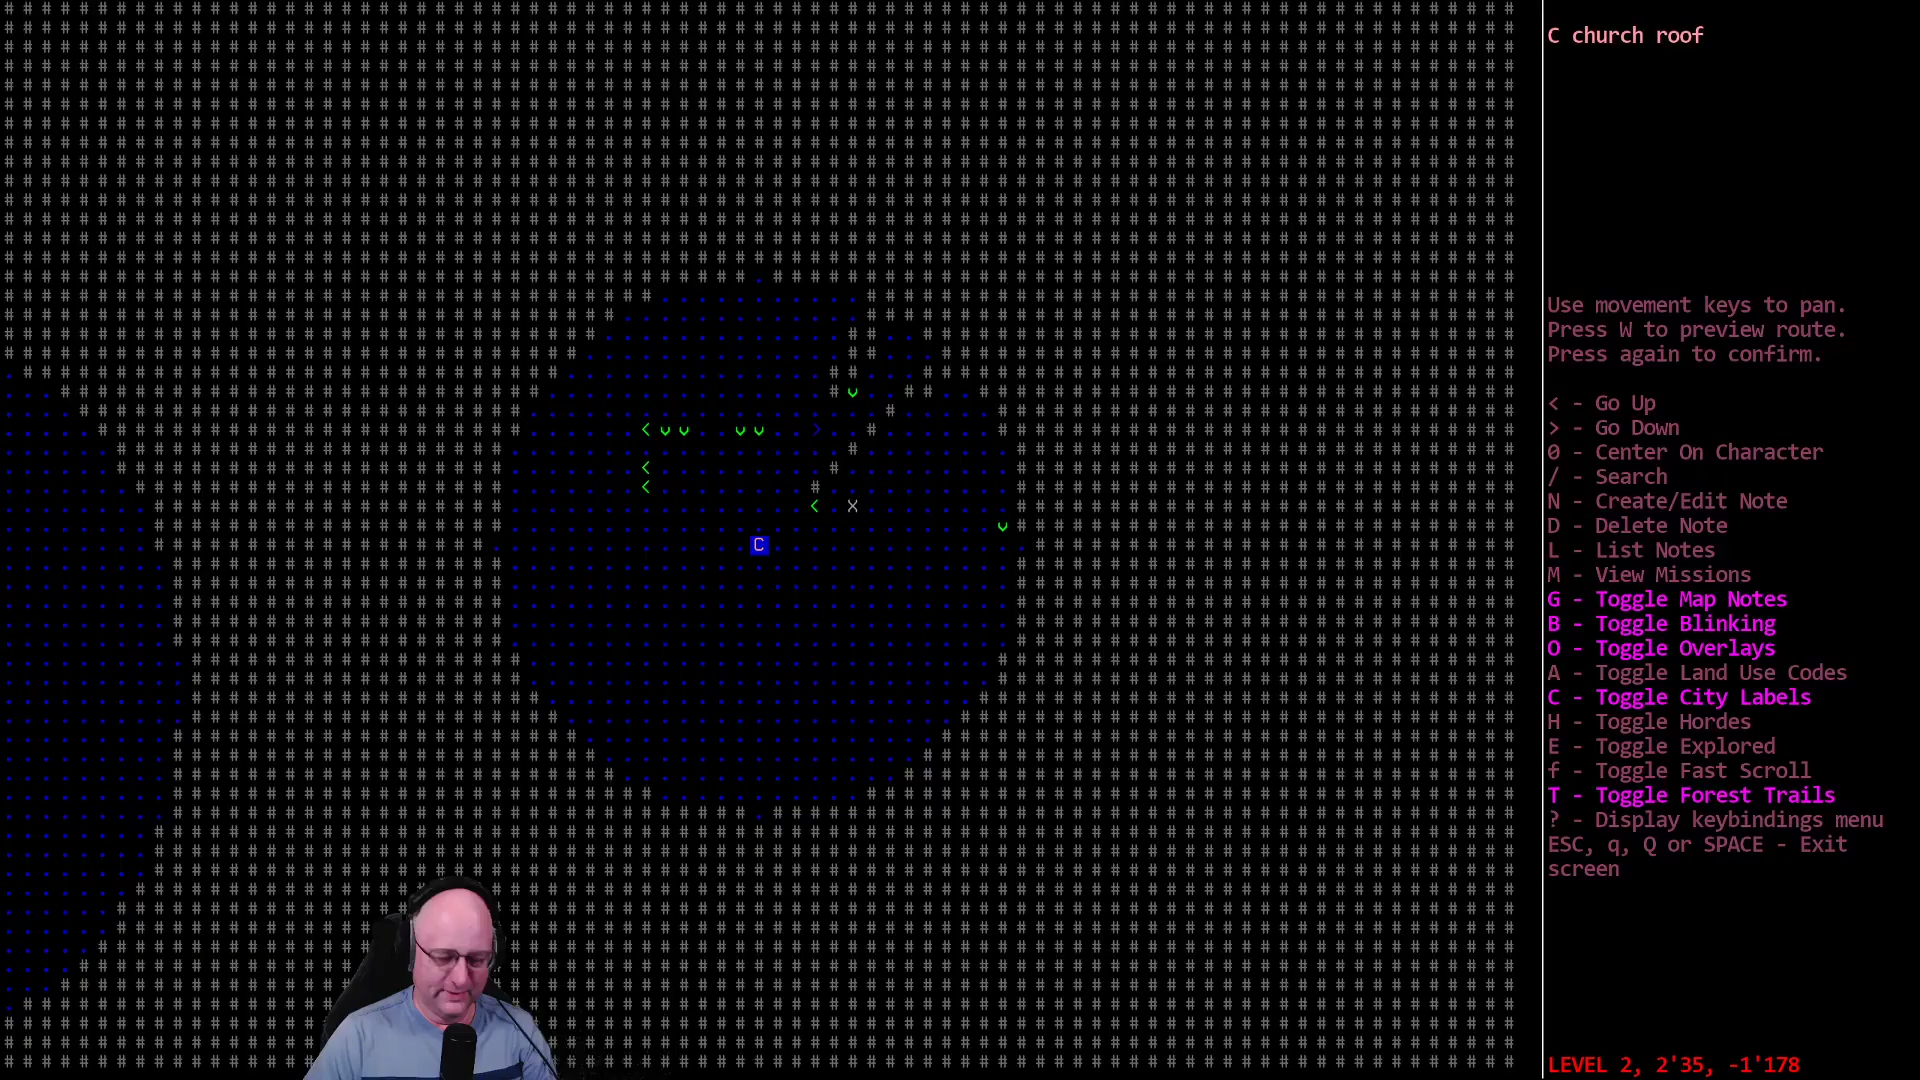 C church roof
Use movement keys to pan.
Press W to preview route.
Press again to confirm.
< - Go Up
> - Go Down
0 - Center On Character
/ - Search
N - Create/Edit Note
D - Delete Note
L - List Notes
M - View Missions
G - Toggle Map Notes
B - Toggle Blinking
O - Toggle Overlays
A - Toggle Land Use Codes
C - Toggle City Labels
H - Toggle Hordes
E - Toggle Explored
f - Toggle Fast Scroll
T - Toggle Forest Trails
? - Display keybindings menu
ESC, q, Q or SPACE - Exit
screen
LEVEL 2, 2'35, -1'178
C
X